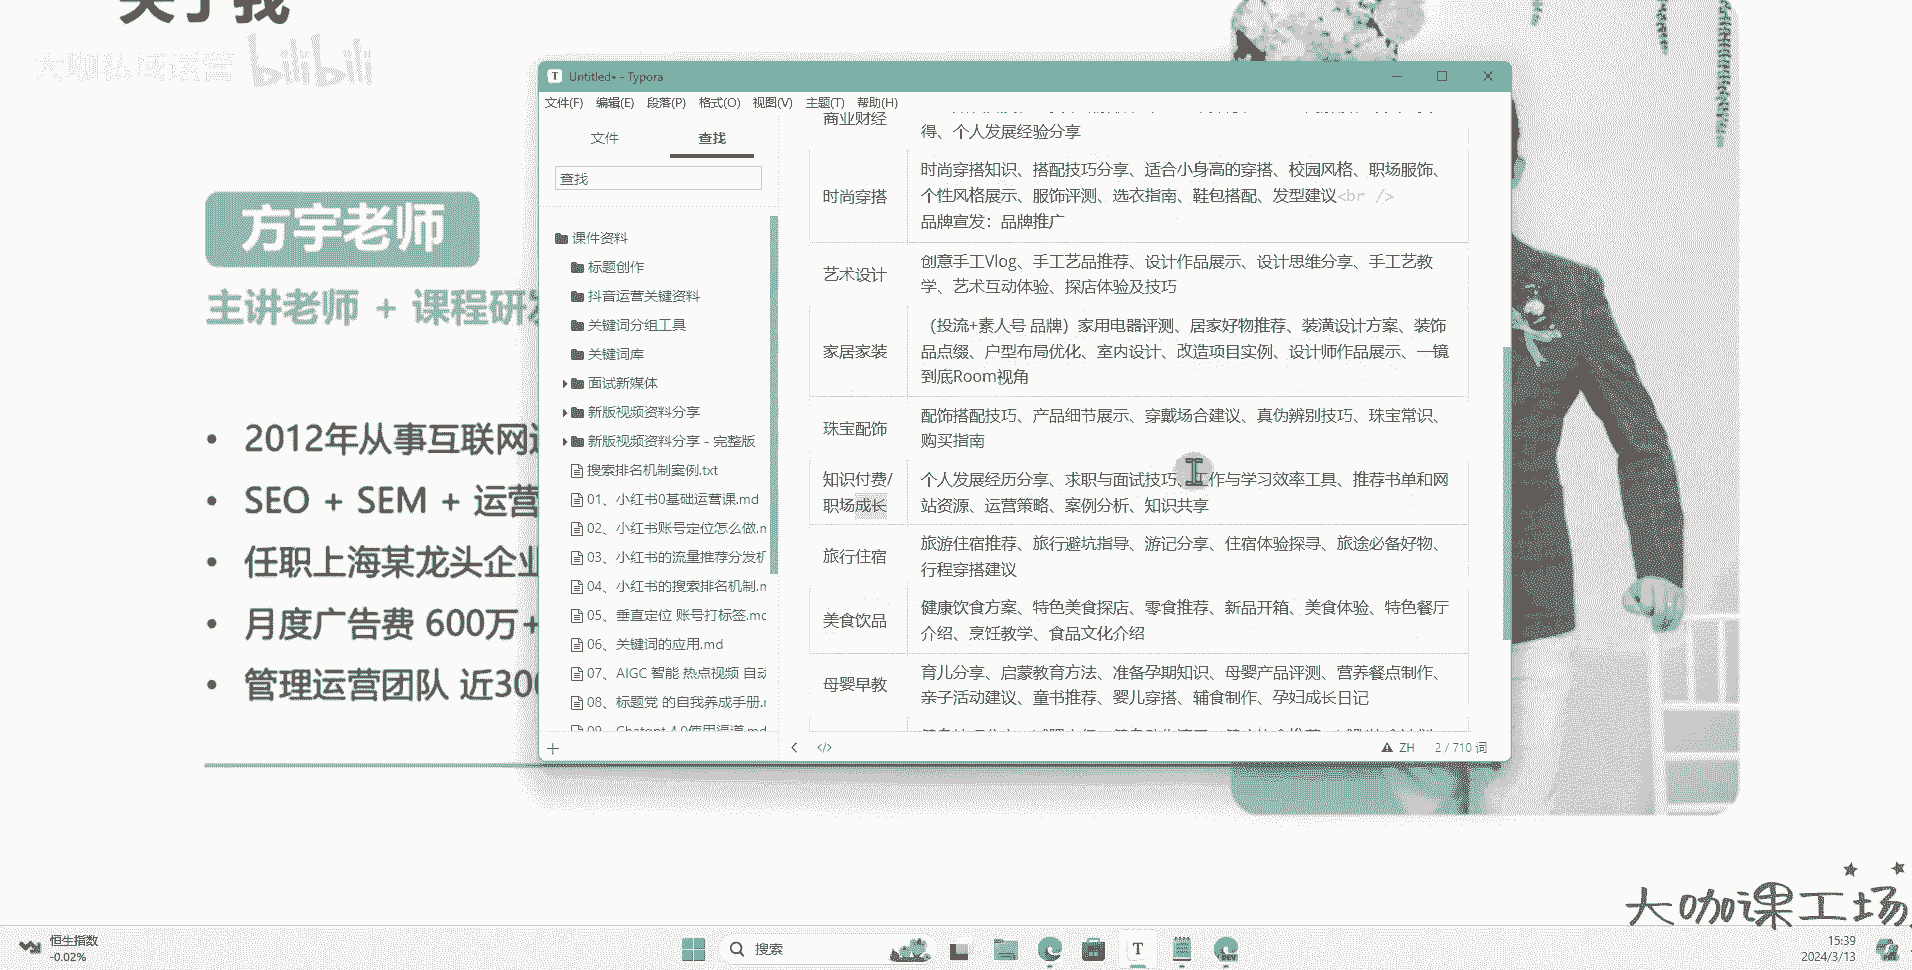 关于我
大咖私域运营 bilibili
方宇老师
主讲老师 + 课程研发
• 2012年从事互联网运
• SEO + SEM + 运营
• 任职上海某龙头企业
• 月度广告费 600万+
• 管理运营团队 近300
Untitled• - Typora
文件(F) 编辑(E) 段落(P) 格式(O) 视图(V) 主题(T) 帮助(H)
文件 查找
查找
课件资料
标题创作
抖音运营关键资料
关键词分组工具
关键词库
面试新媒体
新版视频资料分享
新版视频资料分享 - 完整版
搜索排名机制案例.txt
01、小红书0基础运营课.md
02、小红书账号定位怎么做.m
03、小红书的流量推荐分发机
04、小红书的搜索排名机制.m
05、垂直定位 账号打标签.md
06、关键词的应用.md
07、AIGC 智能 热点视频 自动
08、标题党 的自我养成手册.m
09、Chatgpt 4.0使用渠道.md
商业财经
得、个人发展经验分享
时尚穿搭
时尚穿搭知识、搭配技巧分享、适合小身高的穿搭、校园风格、职场服饰、
个性风格展示、服饰评测、选衣指南、鞋包搭配、发型建议<br />
品牌宣发：品牌推广
艺术设计
创意手工Vlog、手工艺品推荐、设计作品展示、设计思维分享、手工艺教
学、艺术互动体验、探店体验及技巧
家居家装
（投流+素人号 品牌）家用电器评测、居家好物推荐、装潢设计方案、装饰
品点缀、户型布局优化、室内设计、改造项目实例、设计师作品展示、一镜
到底Room视角
珠宝配饰
配饰搭配技巧、产品细节展示、穿戴场合建议、真伪辨别技巧、珠宝常识、
购买指南
知识付费/
职场成长
个人发展经历分享、求职与面试技巧、工作与学习效率工具、推荐书单和网
站资源、运营策略、案例分析、知识共享
旅行住宿
旅游住宿推荐、旅行避坑指导、游记分享、住宿体验探寻、旅途必备好物、
行程穿搭建议
美食饮品
健康饮食方案、特色美食探店、零食推荐、新品开箱、美食体验、特色餐厅
介绍、烹饪教学、食品文化介绍
母婴早教
育儿分享、启蒙教育方法、准备孕期知识、母婴产品评测、营养餐点制作、
亲子活动建议、童书推荐、婴儿穿搭、辅食制作、孕妇成长日记
</> ZH 2 / 710 词
大咖课工场
恒生指数
-0.02%
搜索
15:39
2024/3/13